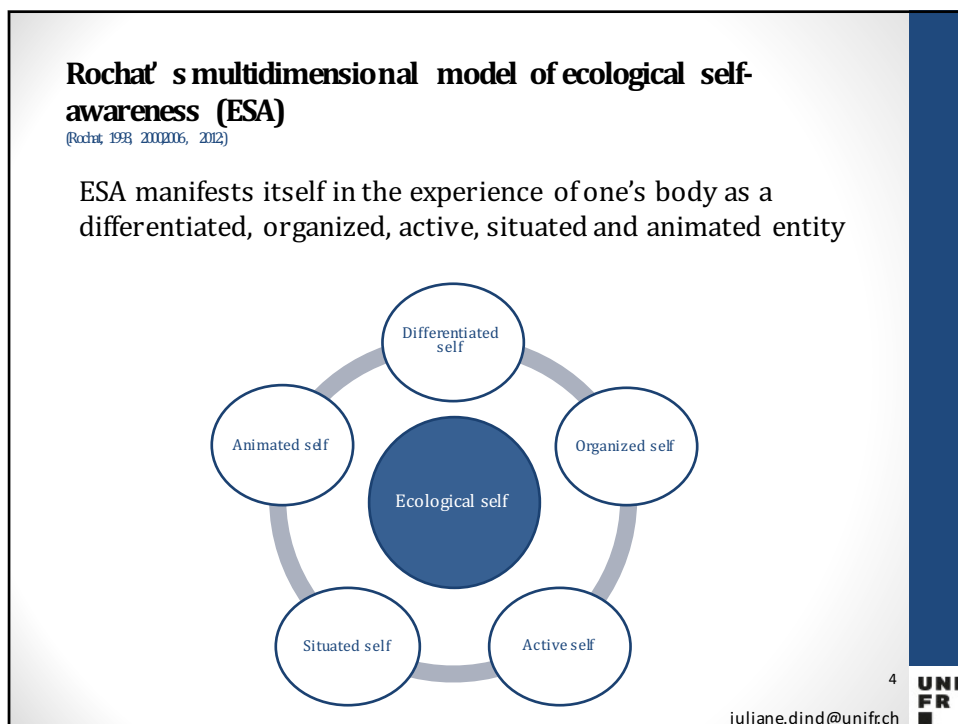 Rochat' s multidimensional model of ecological self-
awareness (ESA)
(Rochat, 1993, 2000,2006, 2012;)
ESA manifests itself in the experience of one's body as a
differentiated, organized, active, situated and animated entity
Differentiated
self
Animated self
Organized self
Ecological self
Situated self
Active self
4
juliane.dind@unifr.ch
UNI
FR